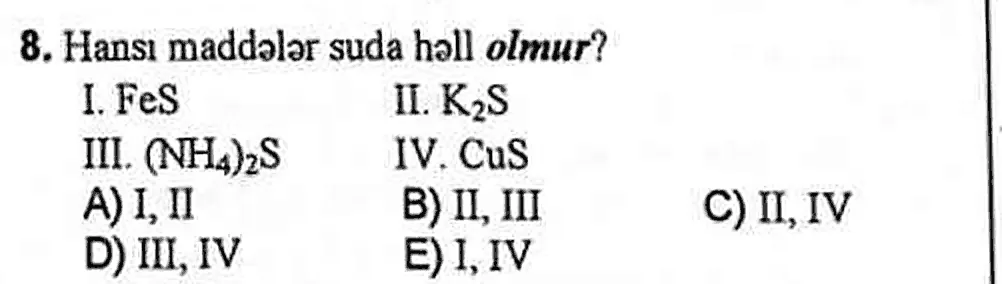 8. Hansı maddələr suda həll olmur?
I. FeS II. K₂S
III. (NH₄)₂S IV. CuS
A) I, II B) II, III C) II, IV
D) III, IV E) I, IV